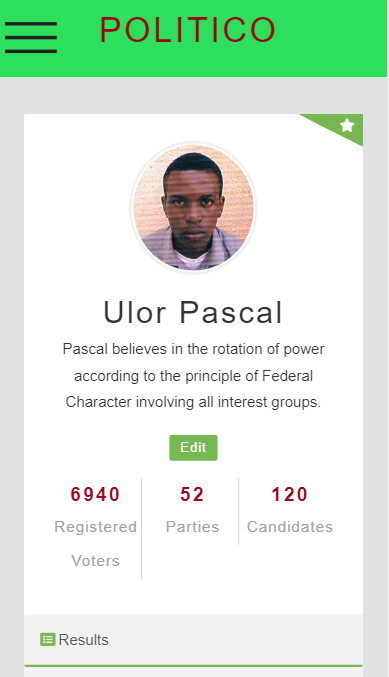 POLITICO
Ulor Pascal
Pascal believes in the rotation of power
according to the principle of Federal
Character involving all interest groups.
Edit
6940 52 120
Registered Parties Candidates
Voters
Results